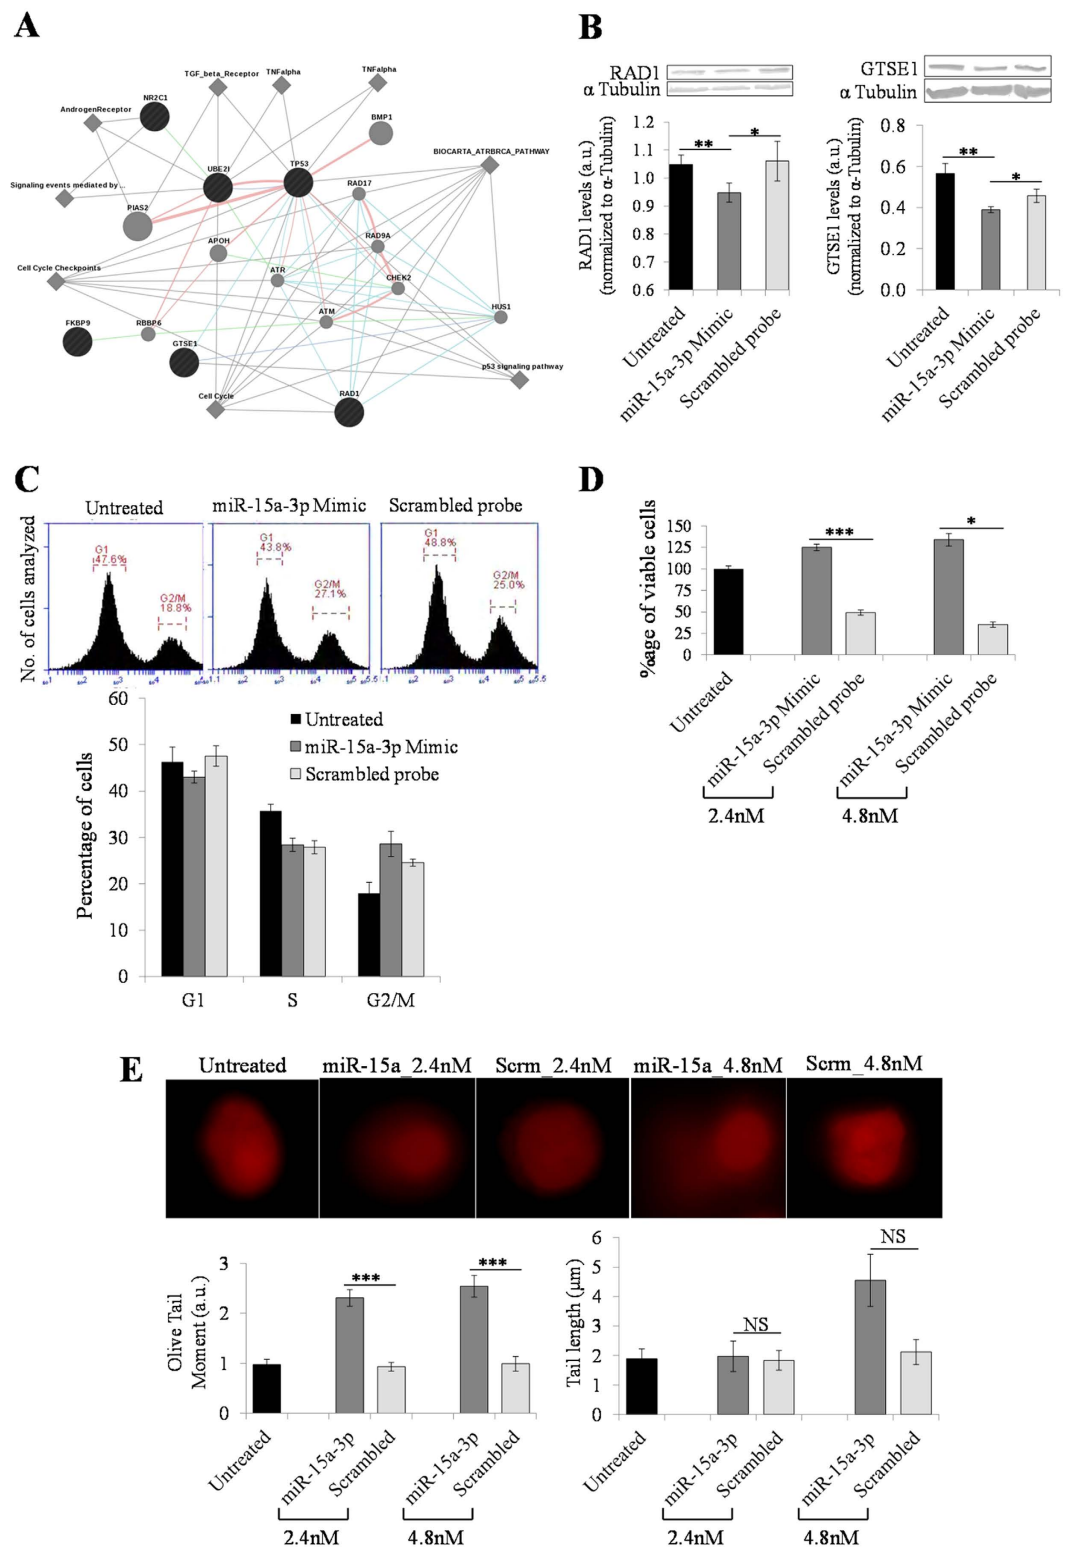 A
TGF_beta_Receptor
TNFalpha
TNFalpha
NR2C1
AndrogenReceptor
BMP1
BIOCARTA_ATRBRCA_PATHWAY
UBE2I
TP53
RAD17
Signaling events mediated by ...
PIAS2
APOH
RAD9A
Cell Cycle Checkpoints
ATR
CHEK2
ATM
HUS1
FKBP9
RBBP6
GTSE1
p53 signaling pathway
Cell Cycle
RAD1
B
RAD1
α Tubulin
RAD1 levels (a.u.)
(normalized to α-Tubulin)
1.2
1.1
1.0
0.9
0.8
0.7
0.6
** *
Untreated
miR-15a-3p Mimic
Scrambled probe
GTSE1
α Tubulin
GTSE1 levels (a.u.)
(normalized to α-Tubulin)
0.8
0.6
0.4
0.2
0.0
** *
Untreated
miR-15a-3p Mimic
Scrambled probe
C
Untreated
miR-15a-3p Mimic
Scrambled probe
No. of cells analyzed
G1
47.6%
G2/M
18.8%
G1
43.8%
G2/M
27.1%
G1
48.8%
G2/M
25.0%
Percentage of cells
60
50
40
30
20
10
0
Untreated
miR-15a-3p Mimic
Scrambled probe
G1
S
G2/M
D
%age of viable cells
150
125
100
75
50
25
0
*** *
Untreated
miR-15a-3p Mimic
Scrambled probe
miR-15a-3p Mimic
Scrambled probe
2.4nM
4.8nM
E
Untreated
miR-15a_2.4nM
Scrm_2.4nM
miR-15a_4.8nM
Scrm_4.8nM
Olive Tail
Moment (a.u.)
3
2
1
0
*** ***
Untreated
miR-15a-3p
Scrambled
miR-15a-3p
Scrambled
2.4nM
4.8nM
Tail length (µm)
6
5
4
3
2
1
0
NS
NS
Untreated
miR-15a-3p
Scrambled
miR-15a-3p
Scrambled
2.4nM
4.8nM